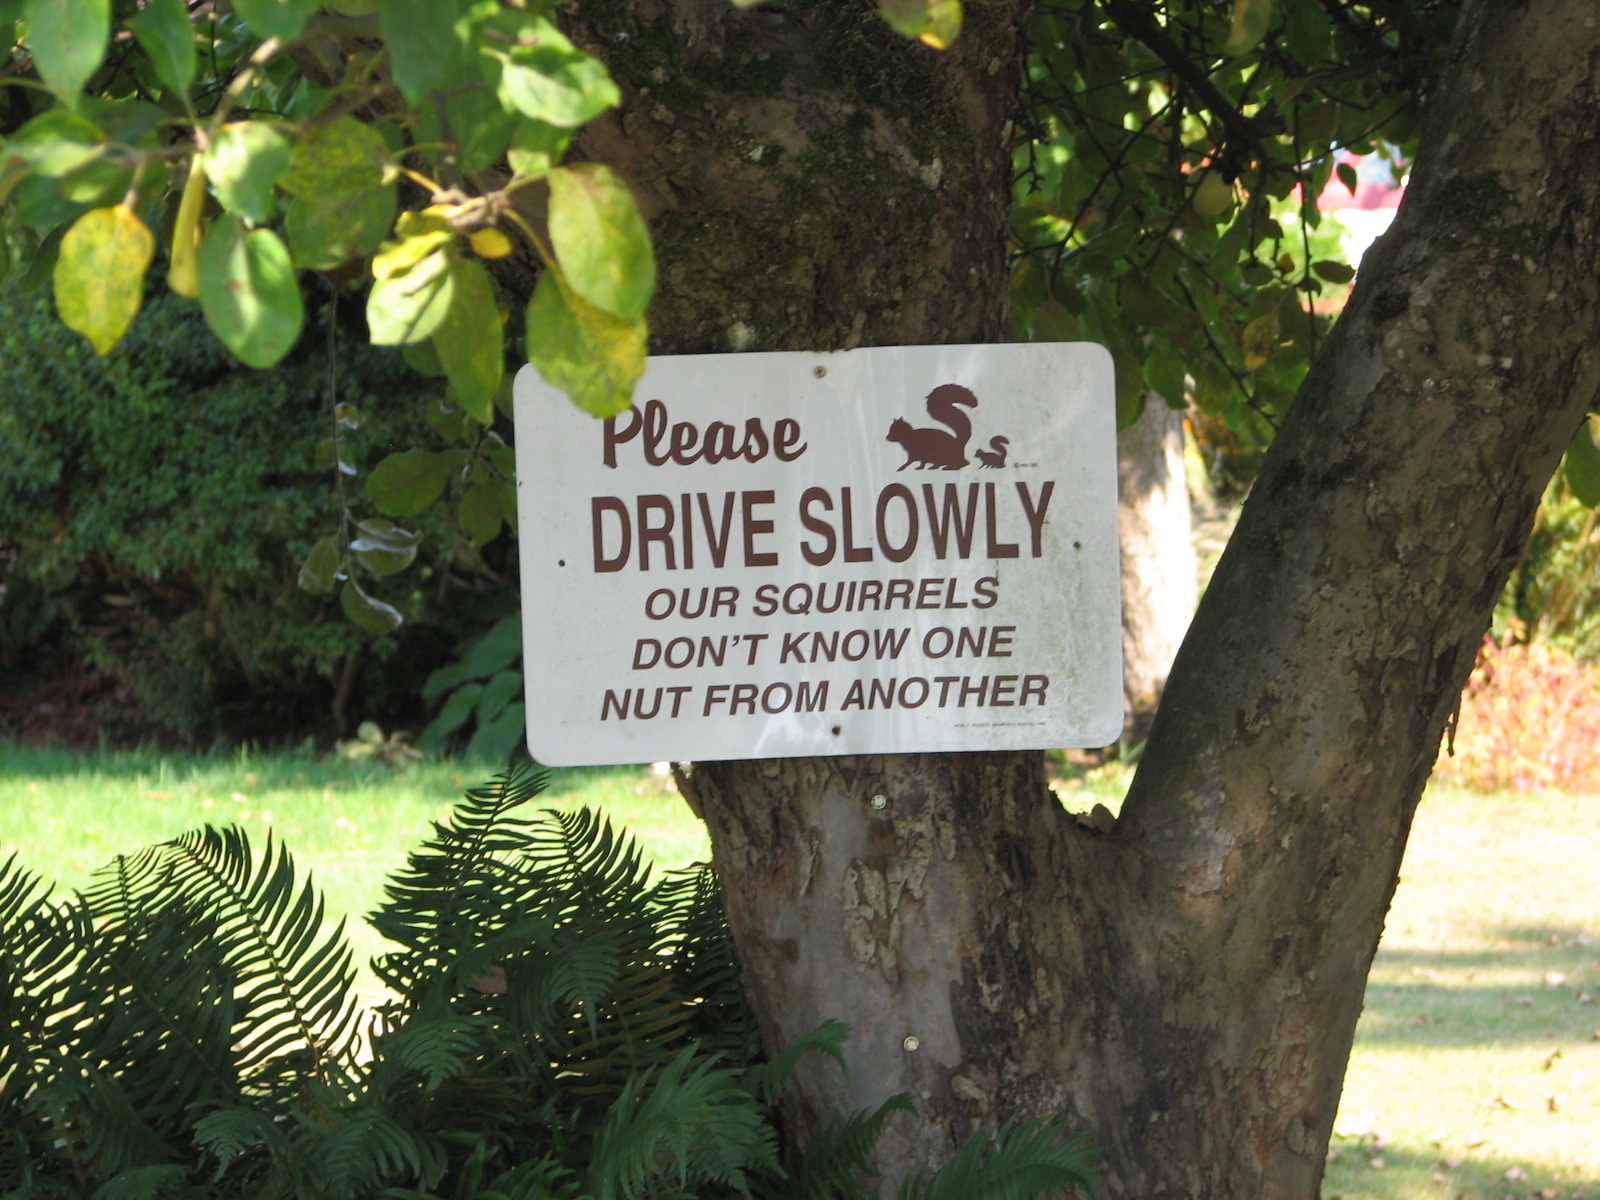 Please
DRIVE SLOWLY
OUR SQUIRRELS
DON'T KNOW ONE
NUT FROM ANOTHER